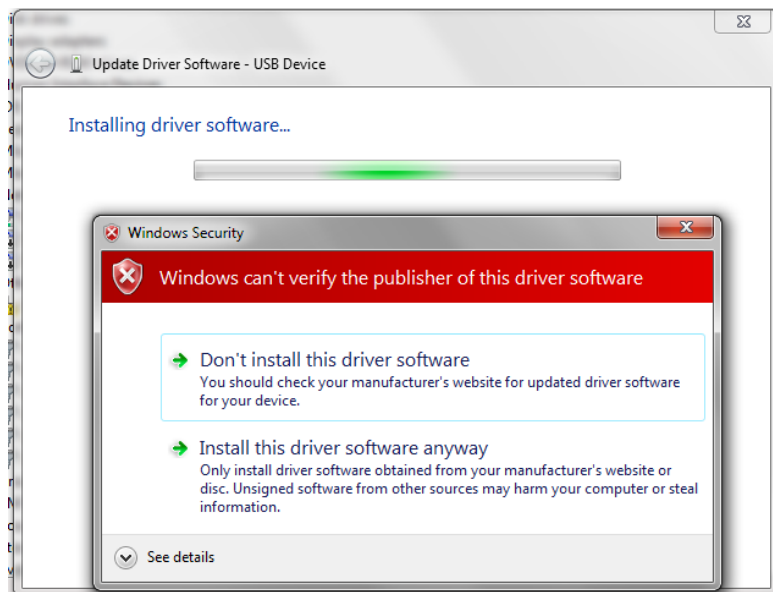 Update Driver Software - USB Device
Installing driver software...
Windows Security
Windows can't verify the publisher of this driver software
Don't install this driver software
You should check your manufacturer's website for updated driver software
for your device.
Install this driver software anyway
Only install driver software obtained from your manufacturer's website or
disc. Unsigned software from other sources may harm your computer or steal
information.
See details